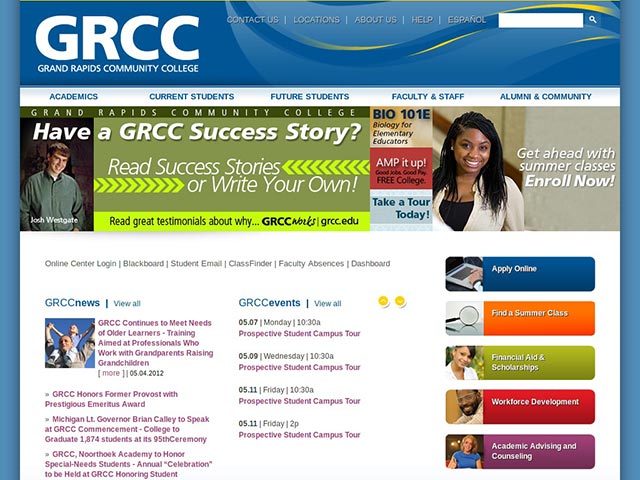 GRCC
GRAND RAPIDS COMMUNITY COLLEGE
CONTACT US | LOCATIONS | ABOUT US | HELP | ESPAÑOL
ACADEMICS CURRENT STUDENTS FUTURE STUDENTS FACULTY & STAFF ALUMNI & COMMUNITY
GRAND RAPIDS COMMUNITY COLLEGE
Have a GRCC Success Story?
Read Success Stories
or Write Your Own!
Josh Westgate
Read great testimonials about why... GRCC Works | grcc.edu
BIO 101E
Biology for
Elementary
Educators
AMP it up!
Good Jobs. Good Pay.
FREE College.
Take a Tour
Today!
Get ahead with
summer classes
Enroll Now!
Online Center Login | Blackboard | Student Email | ClassFinder | Faculty Absences | Dashboard
GRCCnews | View all
GRCC Continues to Meet Needs
of Older Learners - Training
Aimed at Professionals Who
Work with Grandparents Raising
Grandchildren
[ more ] | 05.04.2012
» GRCC Honors Former Provost with
Prestigious Emeritus Award
» Michigan Lt. Governor Brian Calley to Speak
at GRCC Commencement - College to
Graduate 1,874 students at its 95thCeremony
» GRCC, Noorthoek Academy to Honor
Special-Needs Students - Annual “Celebration”
to be Held at GRCC Honoring Student
GRCCevents | View all
05.07 | Monday | 10:30a
Prospective Student Campus Tour
05.09 | Wednesday | 10:30a
Prospective Student Campus Tour
05.11 | Friday | 10:30a
Prospective Student Campus Tour
05.11 | Friday | 2p
Prospective Student Campus Tour
Apply Online
Find a Summer Class
Financial Aid &
Scholarships
Workforce Development
Academic Advising and
Counseling